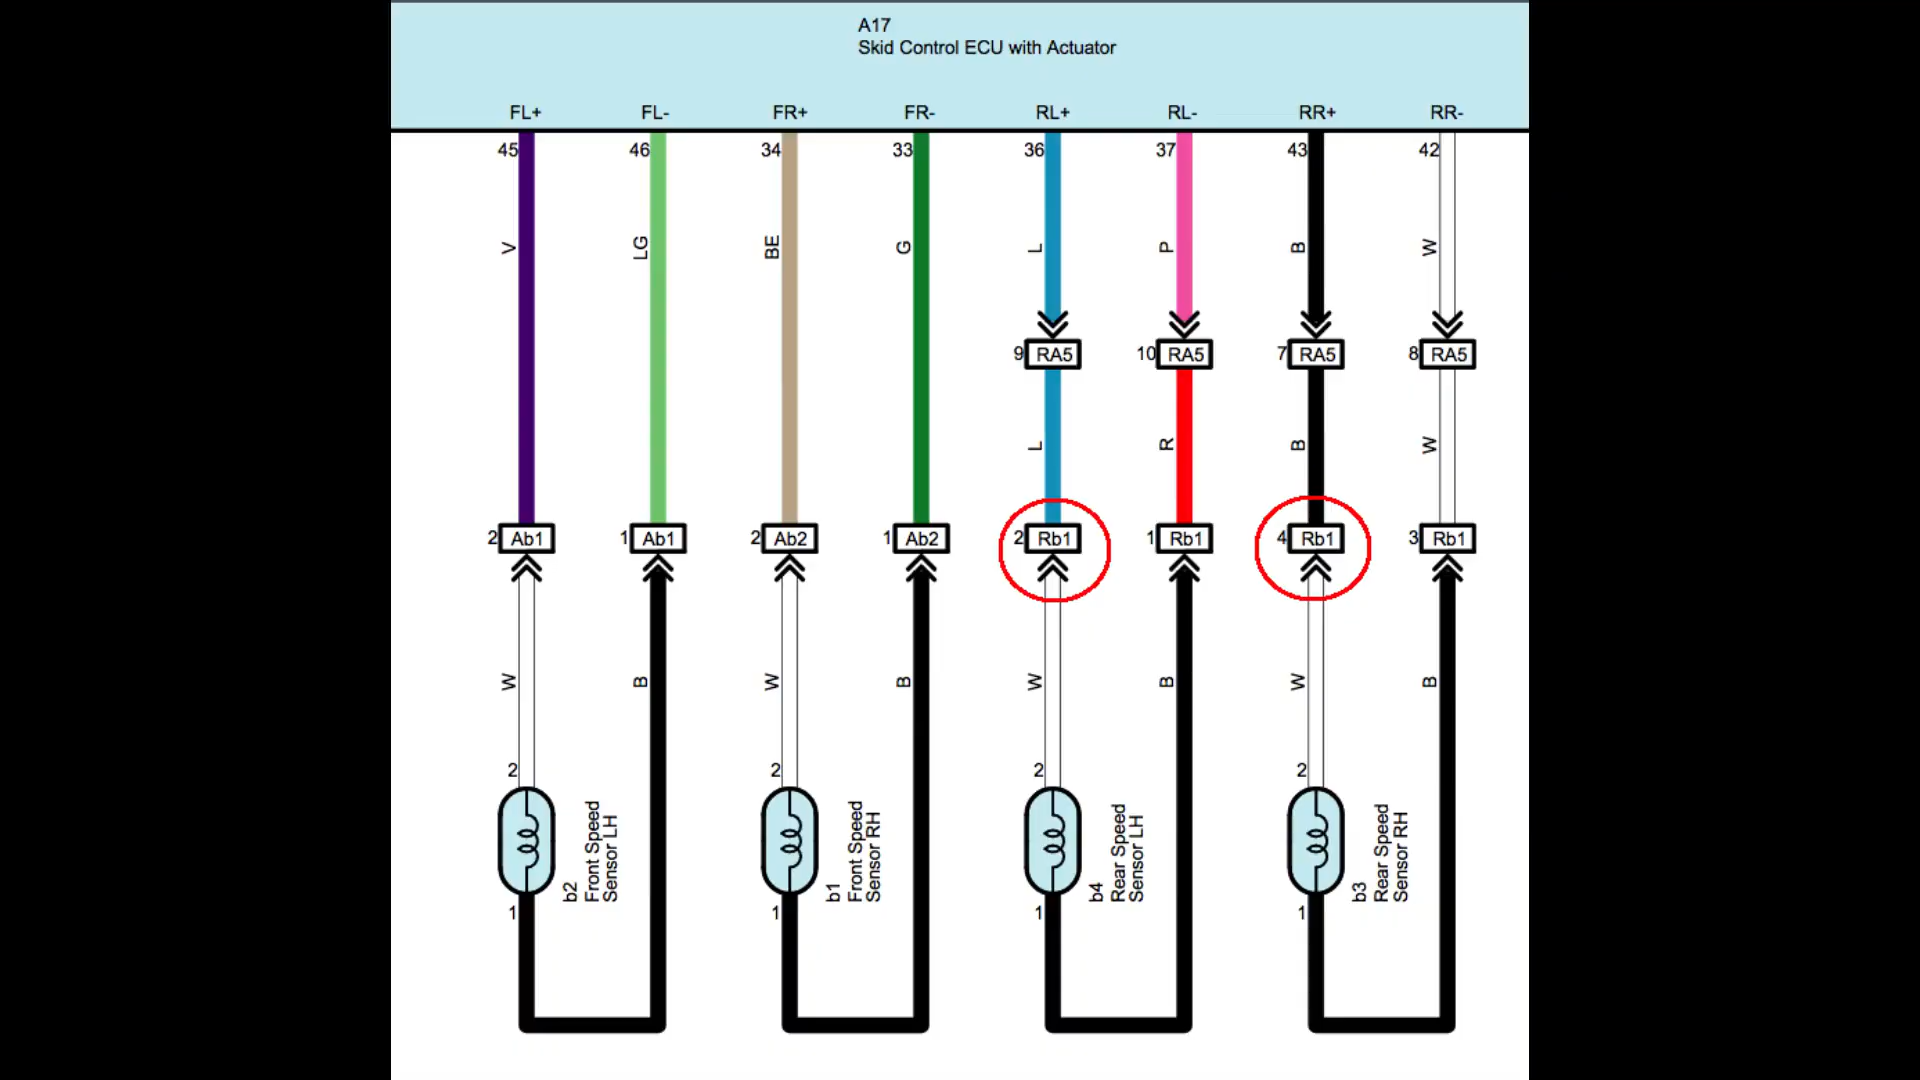 A17
Skid Control ECU with Actuator
FL+ FL- FR+ FR- RL+ RL- RR+ RR-
45 46 34 33 36 37 43 42
V LG BE G L P B W
9 RA5 10 RA5 7 RA5 8 RA5
L R B W
2 Ab1 1 Ab1 2 Ab2 1 Ab2 2 Rb1 1 Rb1 4 Rb1 3 Rb1
W B W B W B W B
2 2 2 2
b2
Front Speed
Sensor LH
b1
Front Speed
Sensor RH
b4
Rear Speed
Sensor LH
b3
Rear Speed
Sensor RH
1 1 1 1